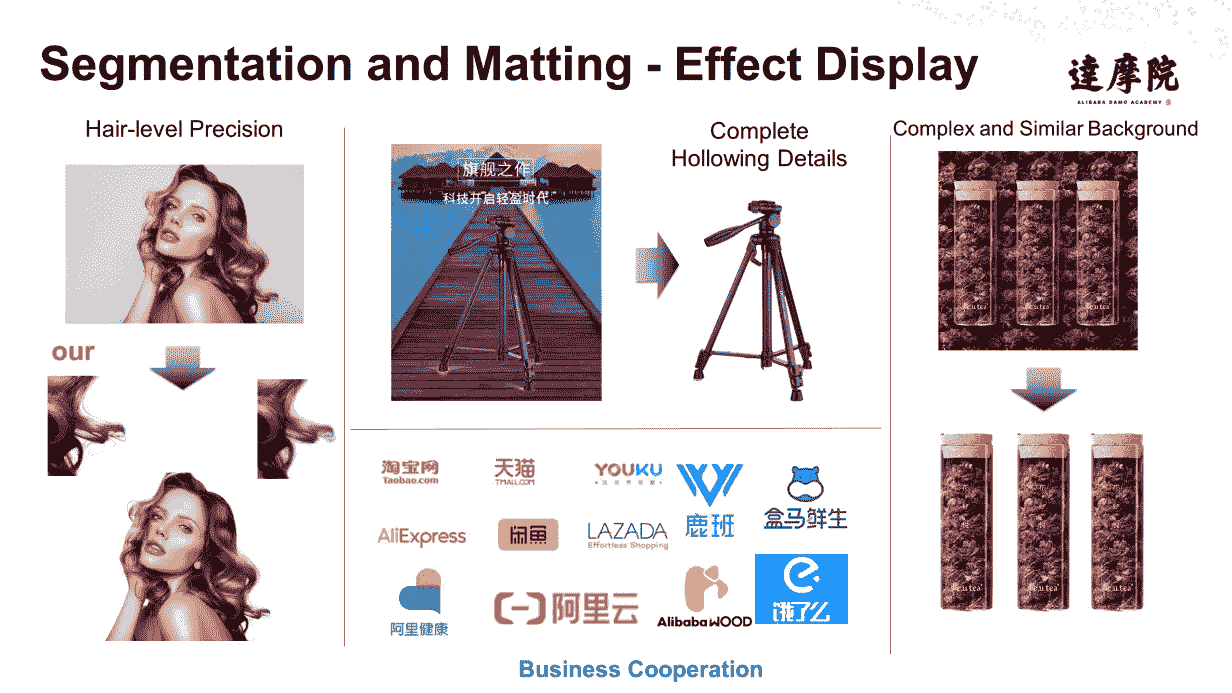 Segmentation and Matting - Effect Display
達摩院
ALIBABA DAMO ACADEMY
Hair-level Precision
our
旗舰之作
科技开启轻盈时代
Complete
Hollowing Details
Complex and Similar Background
淘宝网
Taobao.com
天猫
TMALL.COM
YOUKU
鹿班
盒马鲜生
AliExpress
闲鱼
LAZADA
Effortless Shopping
阿里健康
阿里云
AlibabaWOOD
饿了么
Business Cooperation